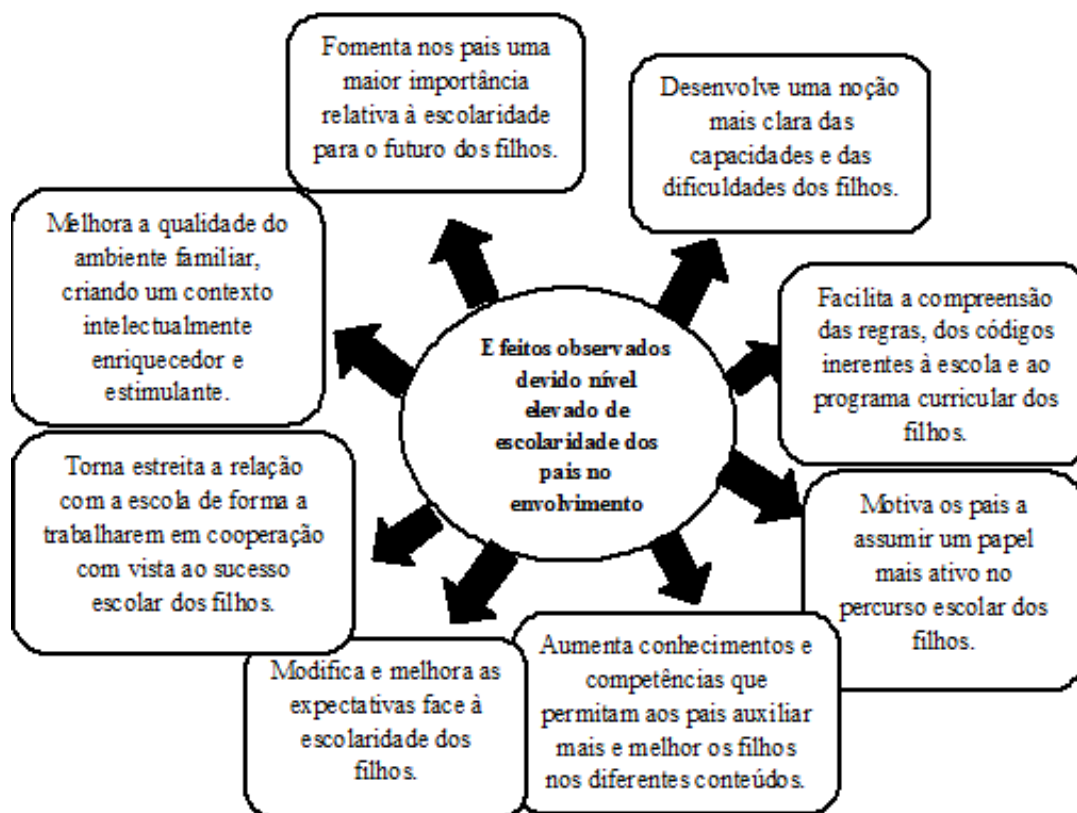 Fomenta nos pais uma
maior importância
relativa à escolaridade
para o futuro dos filhos.
Desenvolve uma noção
mais clara das
capacidades e das
dificuldades dos filhos.
Melhora a qualidade do
ambiente familiar,
criando um contexto
intelectualmente
enriquecedor e
estimulante.
Facilita a compreensão
das regras, dos códigos
inerentes à escola e ao
programa curricular dos
filhos.
Efeitos observados
devido nível
elevado de
escolaridade dos
pais no
envolvimento
Torna estreita a relação
com a escola de forma a
trabalharem em cooperação
com vista ao sucesso
escolar dos filhos.
Motiva os pais a
assumir um papel
mais ativo no
percurso escolar dos
filhos.
Modifica e melhora as
expectativas face à
escolaridade dos
filhos.
Aumenta conhecimentos e
competências que
permitam aos pais auxiliar
mais e melhor os filhos
nos diferentes conteúdos.